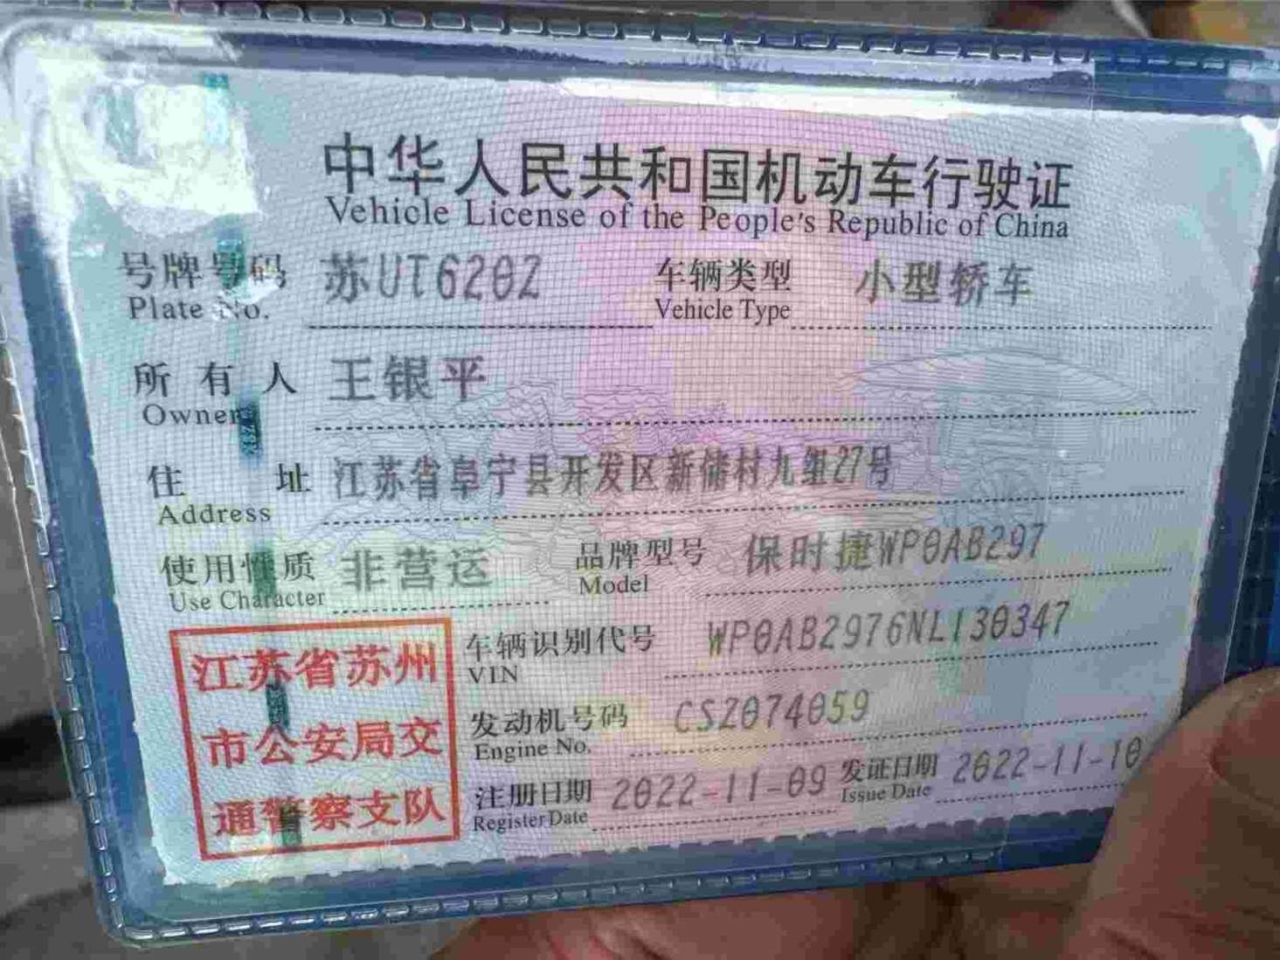 中华人民共和国机动车行驶证
Vehicle License of the People's Republic of China
号牌号码 苏UT6202 车辆类型 小型轿车
Plate No. Vehicle Type
所有人 王银平
Owner
住址 江苏省阜宁县开发区新储村九组27号
Address
使用性质 非营运 品牌型号 保时捷WP0AB297
Use Character Model
江苏省苏州
市公安局交
通警察支队
车辆识别代号 WP0AB2976NL130347
VIN
发动机号码 CSZ074059
Engine No.
注册日期 2022-11-09 发证日期 2022-11-10
Register Date Issue Date